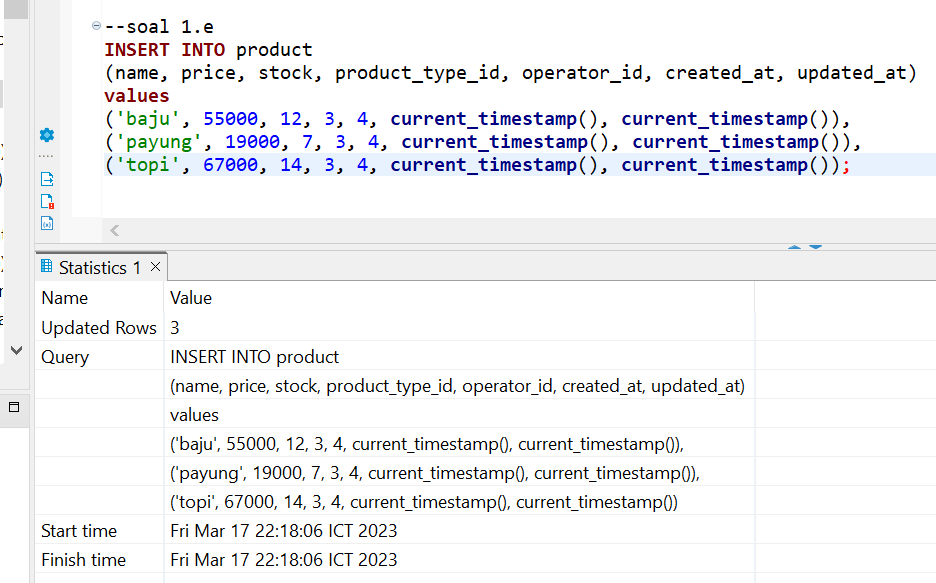 --soal 1.e
INSERT INTO product
(name, price, stock, product_type_id, operator_id, created_at, updated_at)
values
('baju', 55000, 12, 3, 4, current_timestamp(), current_timestamp()),
('payung', 19000, 7, 3, 4, current_timestamp(), current_timestamp()),
('topi', 67000, 14, 3, 4, current_timestamp(), current_timestamp());
Statistics 1
Name Value
Updated Rows 3
Query INSERT INTO product
(name, price, stock, product_type_id, operator_id, created_at, updated_at)
values
('baju', 55000, 12, 3, 4, current_timestamp(), current_timestamp()),
('payung', 19000, 7, 3, 4, current_timestamp(), current_timestamp()),
('topi', 67000, 14, 3, 4, current_timestamp(), current_timestamp())
Start time Fri Mar 17 22:18:06 ICT 2023
Finish time Fri Mar 17 22:18:06 ICT 2023